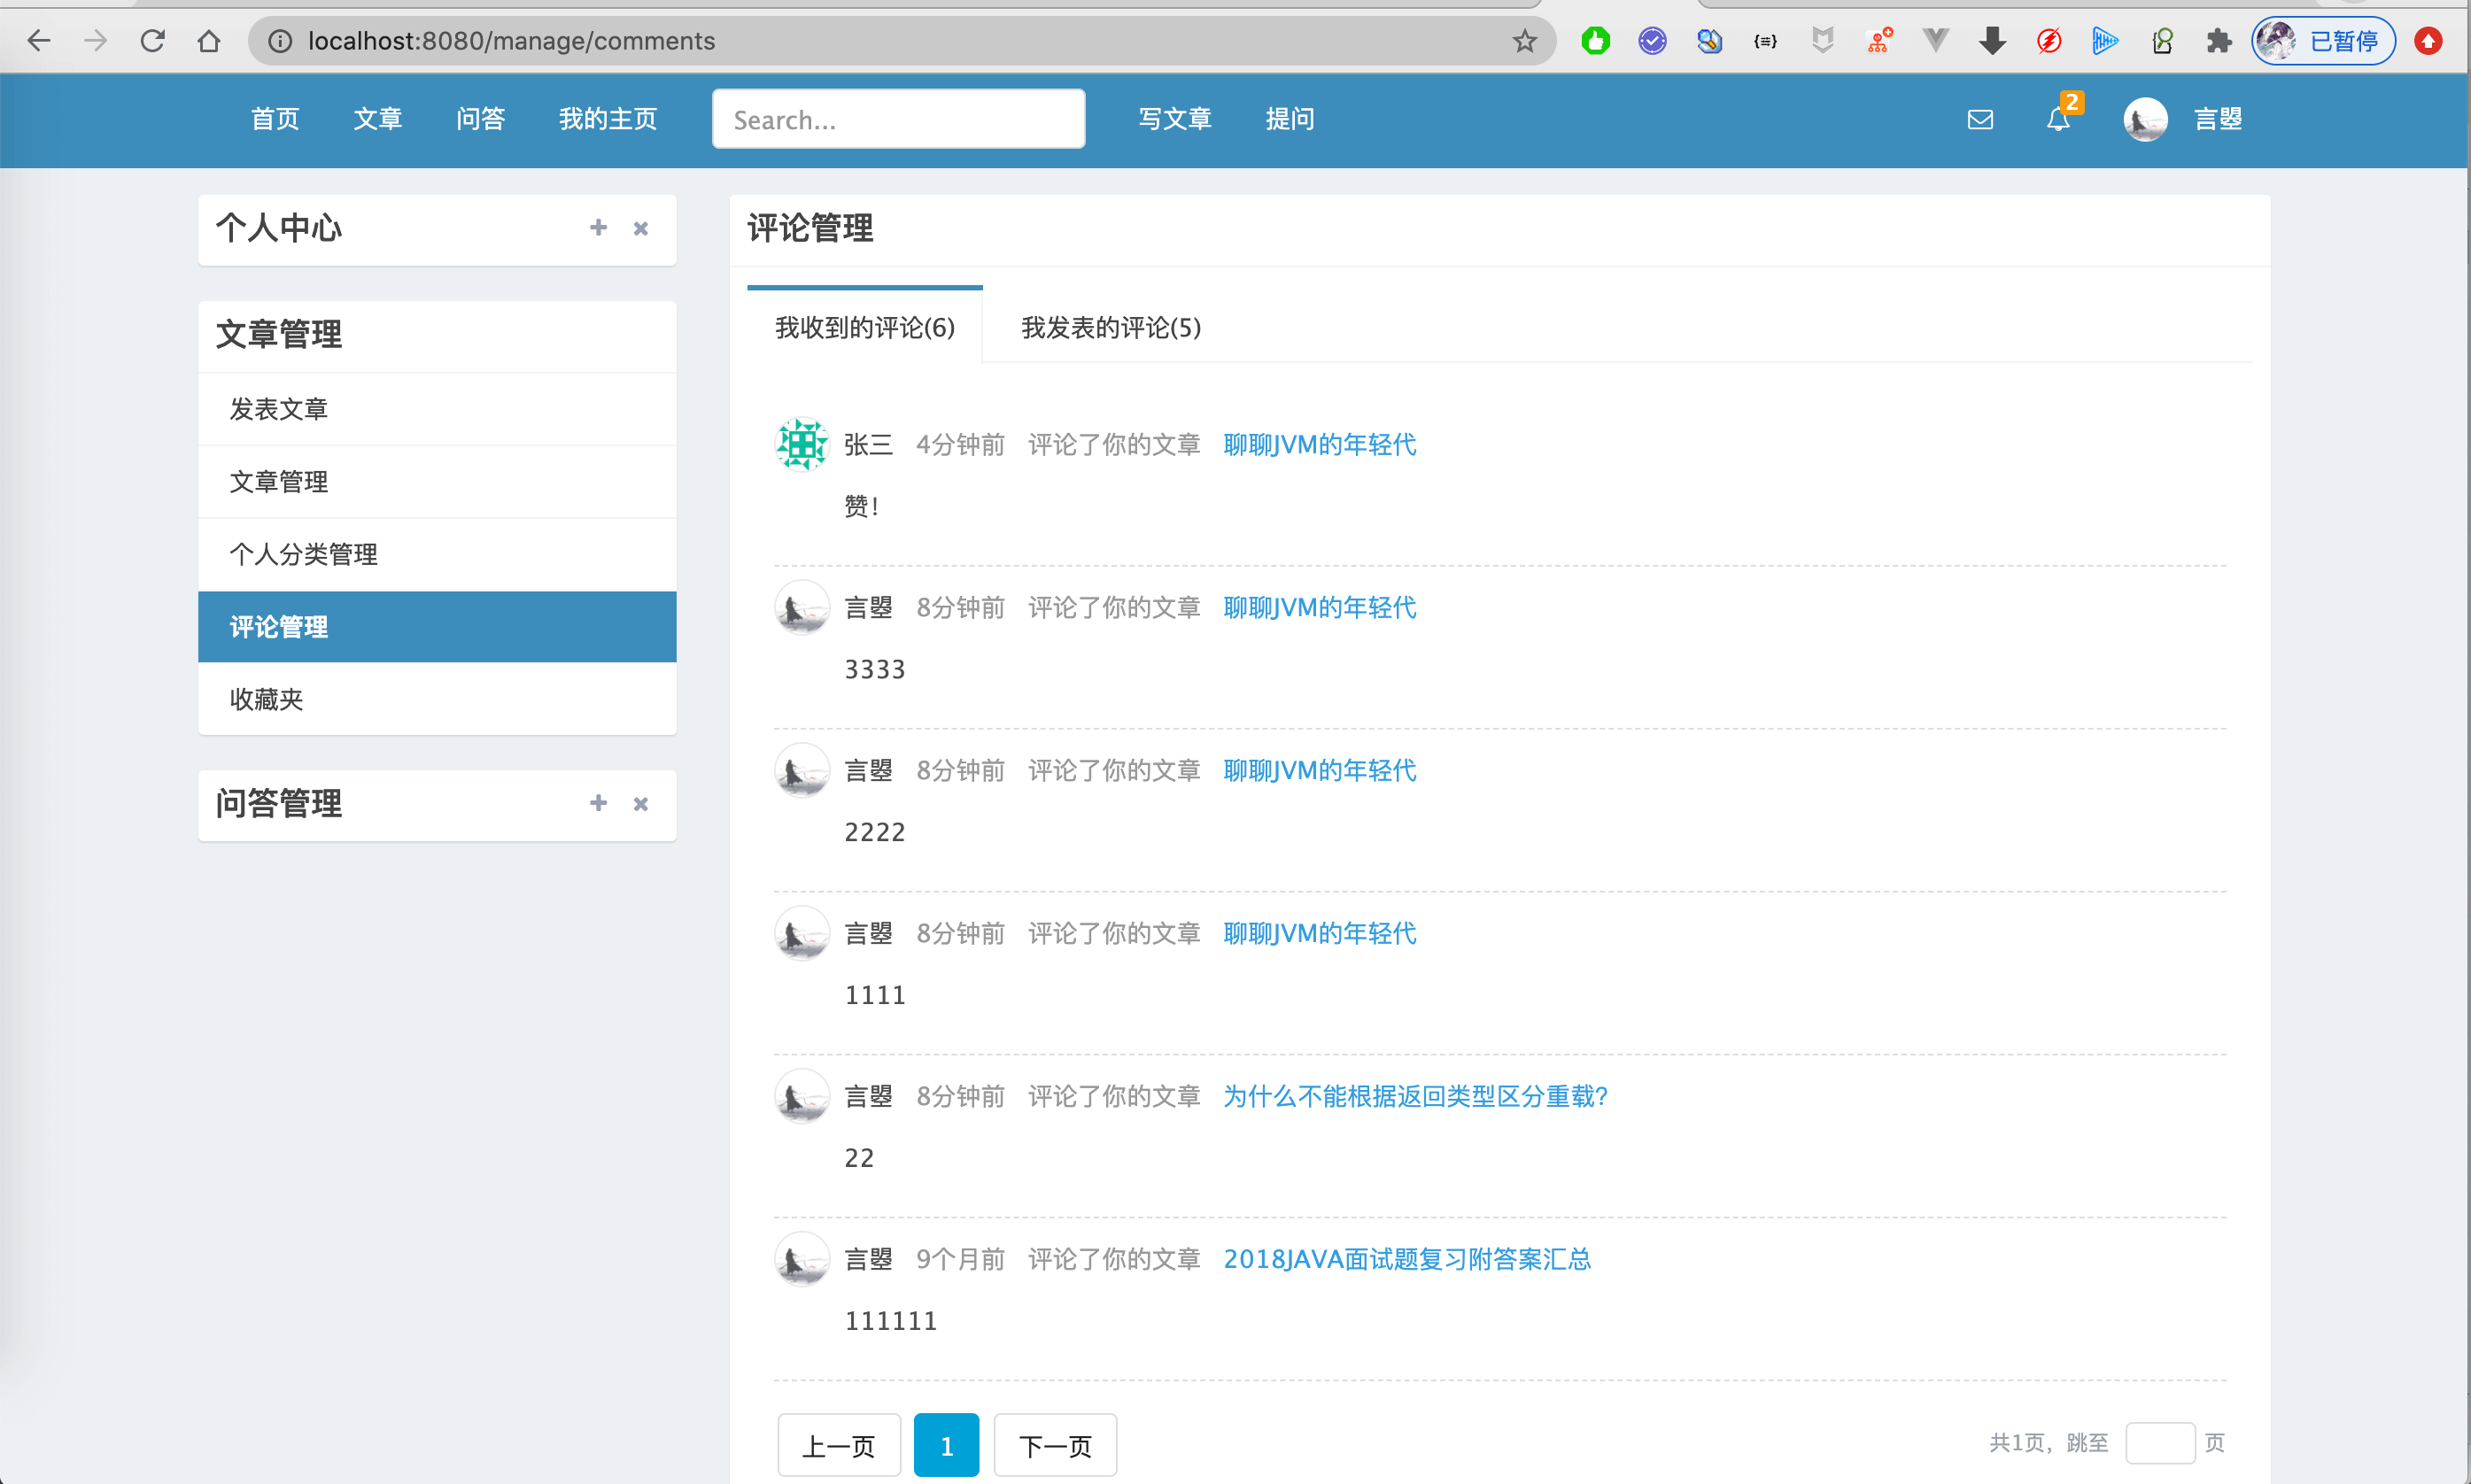 localhost:8080/manage/comments
已暂停
首页 文章 问答 我的主页 Search... 写文章 提问 2 言曌
个人中心
文章管理
发表文章
文章管理
个人分类管理
评论管理
收藏夹
问答管理
评论管理
我收到的评论(6) 我发表的评论(5)
张三 4分钟前 评论了你的文章 聊聊JVM的年轻代
赞!
言曌 8分钟前 评论了你的文章 聊聊JVM的年轻代
3333
言曌 8分钟前 评论了你的文章 聊聊JVM的年轻代
2222
言曌 8分钟前 评论了你的文章 聊聊JVM的年轻代
1111
言曌 8分钟前 评论了你的文章 为什么不能根据返回类型区分重载?
22
言曌 9个月前 评论了你的文章 2018JAVA面试题复习附答案汇总
111111
上一页 1 下一页 共1页, 跳至 页